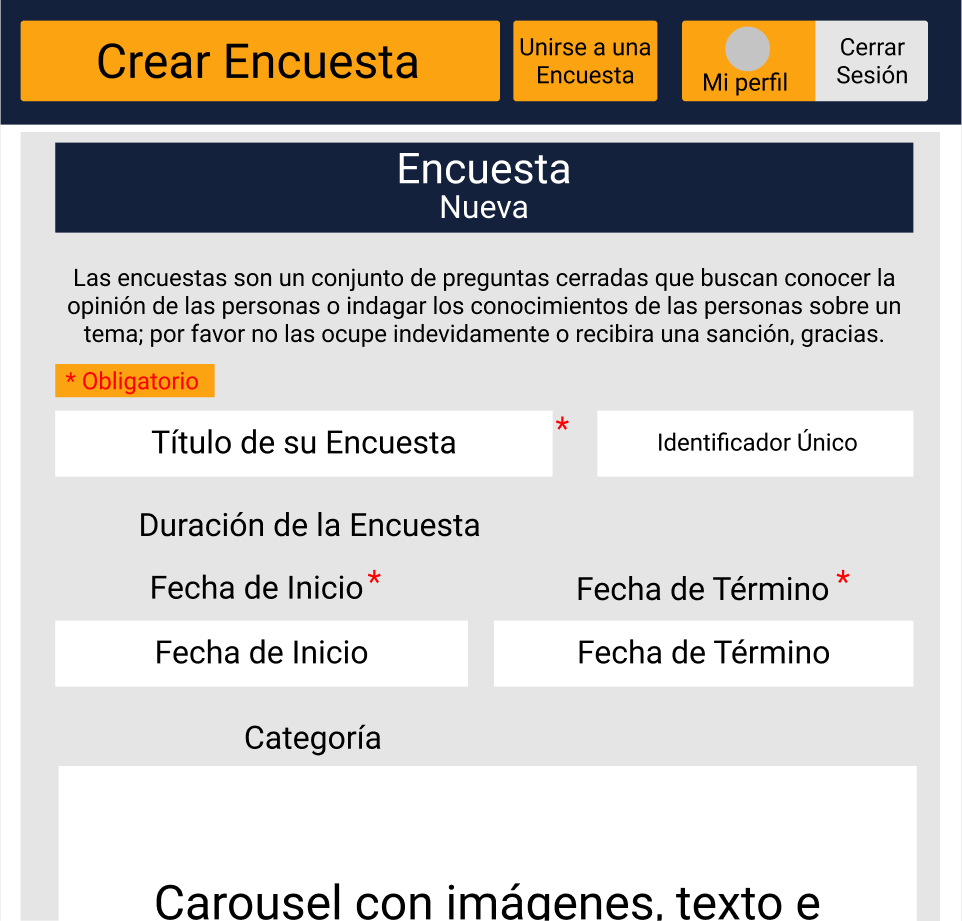 Crear Encuesta
Unirse a una
Encuesta
Mi perfil
Cerrar
Sesión
Encuesta
Nueva
Las encuestas son un conjunto de preguntas cerradas que buscan conocer la
opinión de las personas o indagar los conocimientos de las personas sobre un
tema; por favor no las ocupe indevidamente o recibira una sanción, gracias.
* Obligatorio
Título de su Encuesta *
Identificador Único
Duración de la Encuesta
Fecha de Inicio *
Fecha de Término *
Fecha de Inicio
Fecha de Término
Categoría
Carousel con imágenes, texto e